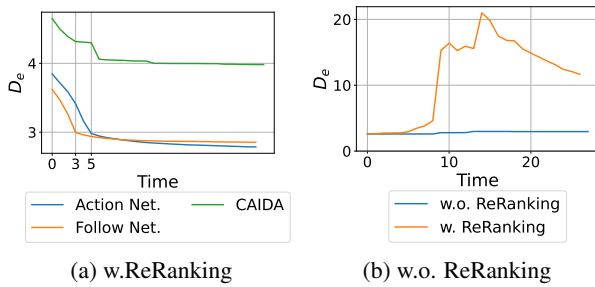 D_e
4
3
0
3
5
Time
Action Net.
CAIDA
Follow Net.
(a) w.ReRanking
D_e
20
10
0
0
10
20
Time
w.o. ReRanking
w. ReRanking
(b) w.o. ReRanking